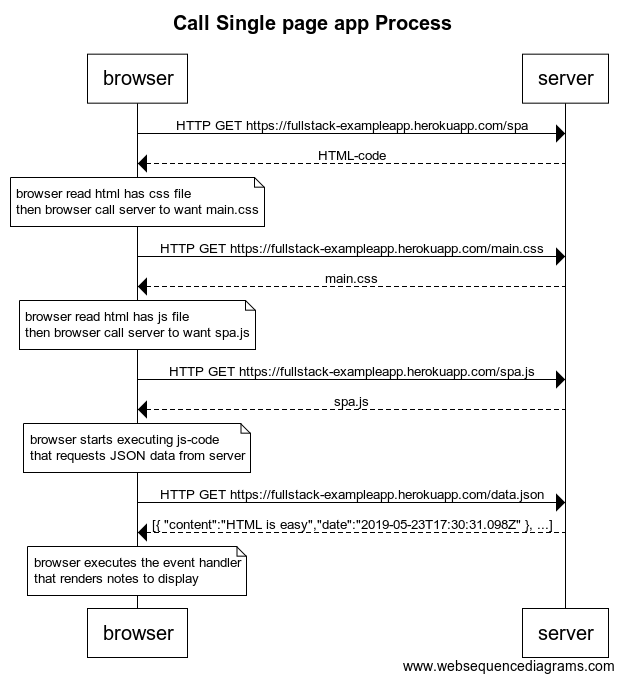 Call Single page app Process
browser
server
HTTP GET https://fullstack-exampleapp.herokuapp.com/spa
HTML-code
browser read html has css file
then browser call server to want main.css
HTTP GET https://fullstack-exampleapp.herokuapp.com/main.css
main.css
browser read html has js file
then browser call server to want spa.js
HTTP GET https://fullstack-exampleapp.herokuapp.com/spa.js
spa.js
browser starts executing js-code
that requests JSON data from server
HTTP GET https://fullstack-exampleapp.herokuapp.com/data.json
[{ "content":"HTML is easy","date":"2019-05-23T17:30:31.098Z" }, ...]
browser executes the event handler
that renders notes to display
browser
server
www.websequencediagrams.com